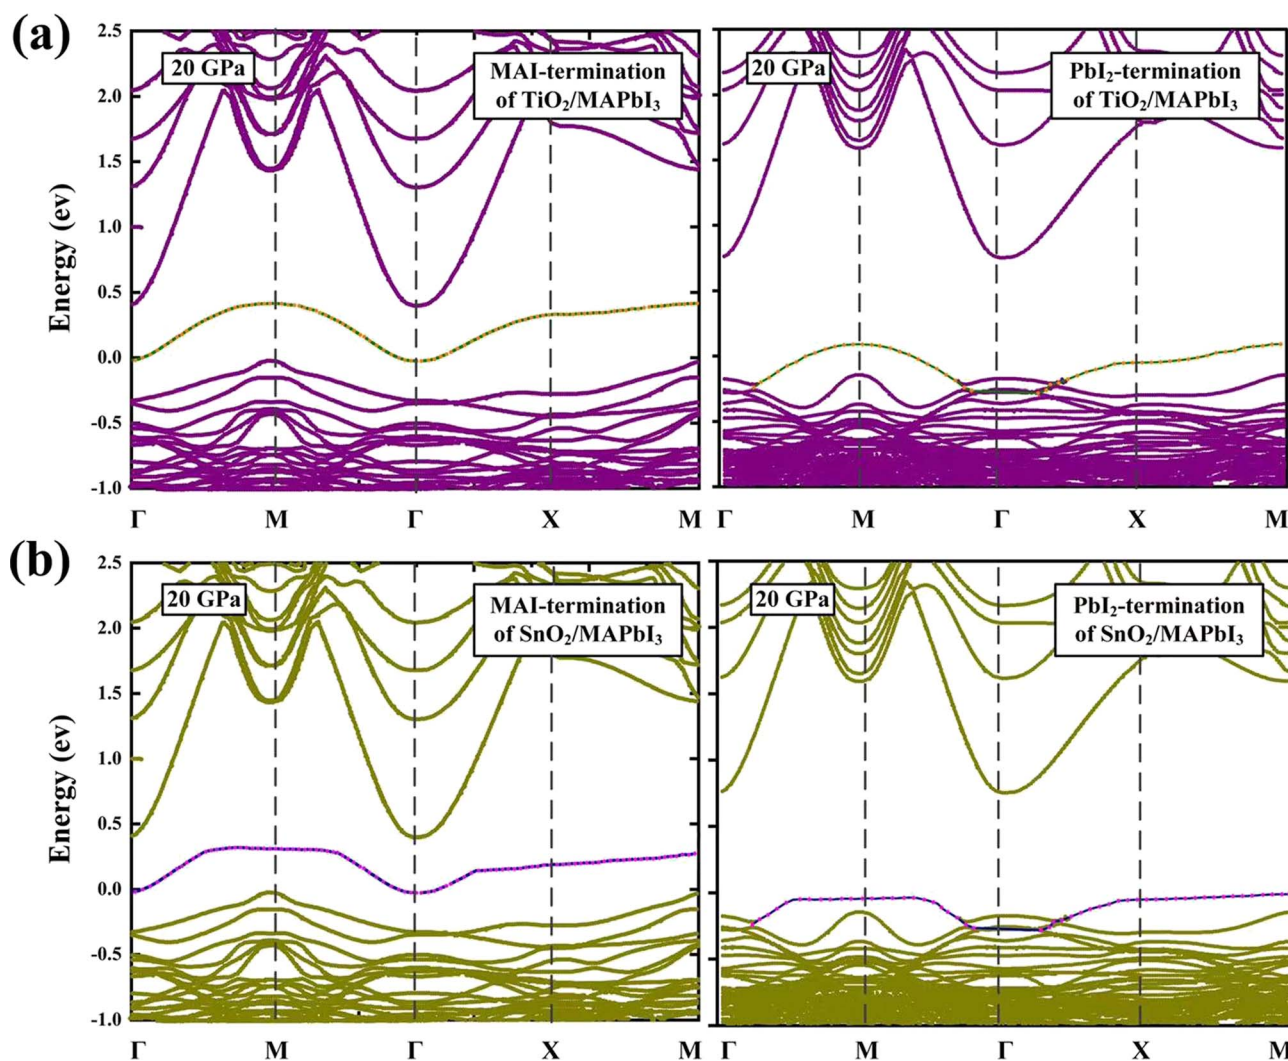 (a)
2.5
2.0
1.5
1.0
0.5
0.0
-0.5
-1.0
Energy (ev)
20 GPa
MAI-termination
of TiO₂/MAPbI₃
20 GPa
PbI₂-termination
of TiO₂/MAPbI₃
Γ M Γ X M
Γ M Γ X M
(b)
2.5
2.0
1.5
1.0
0.5
0.0
-0.5
-1.0
Energy (ev)
20 GPa
MAI-termination
of SnO₂/MAPbI₃
20 GPa
PbI₂-termination
of SnO₂/MAPbI₃
Γ M Γ X M
Γ M Γ X M